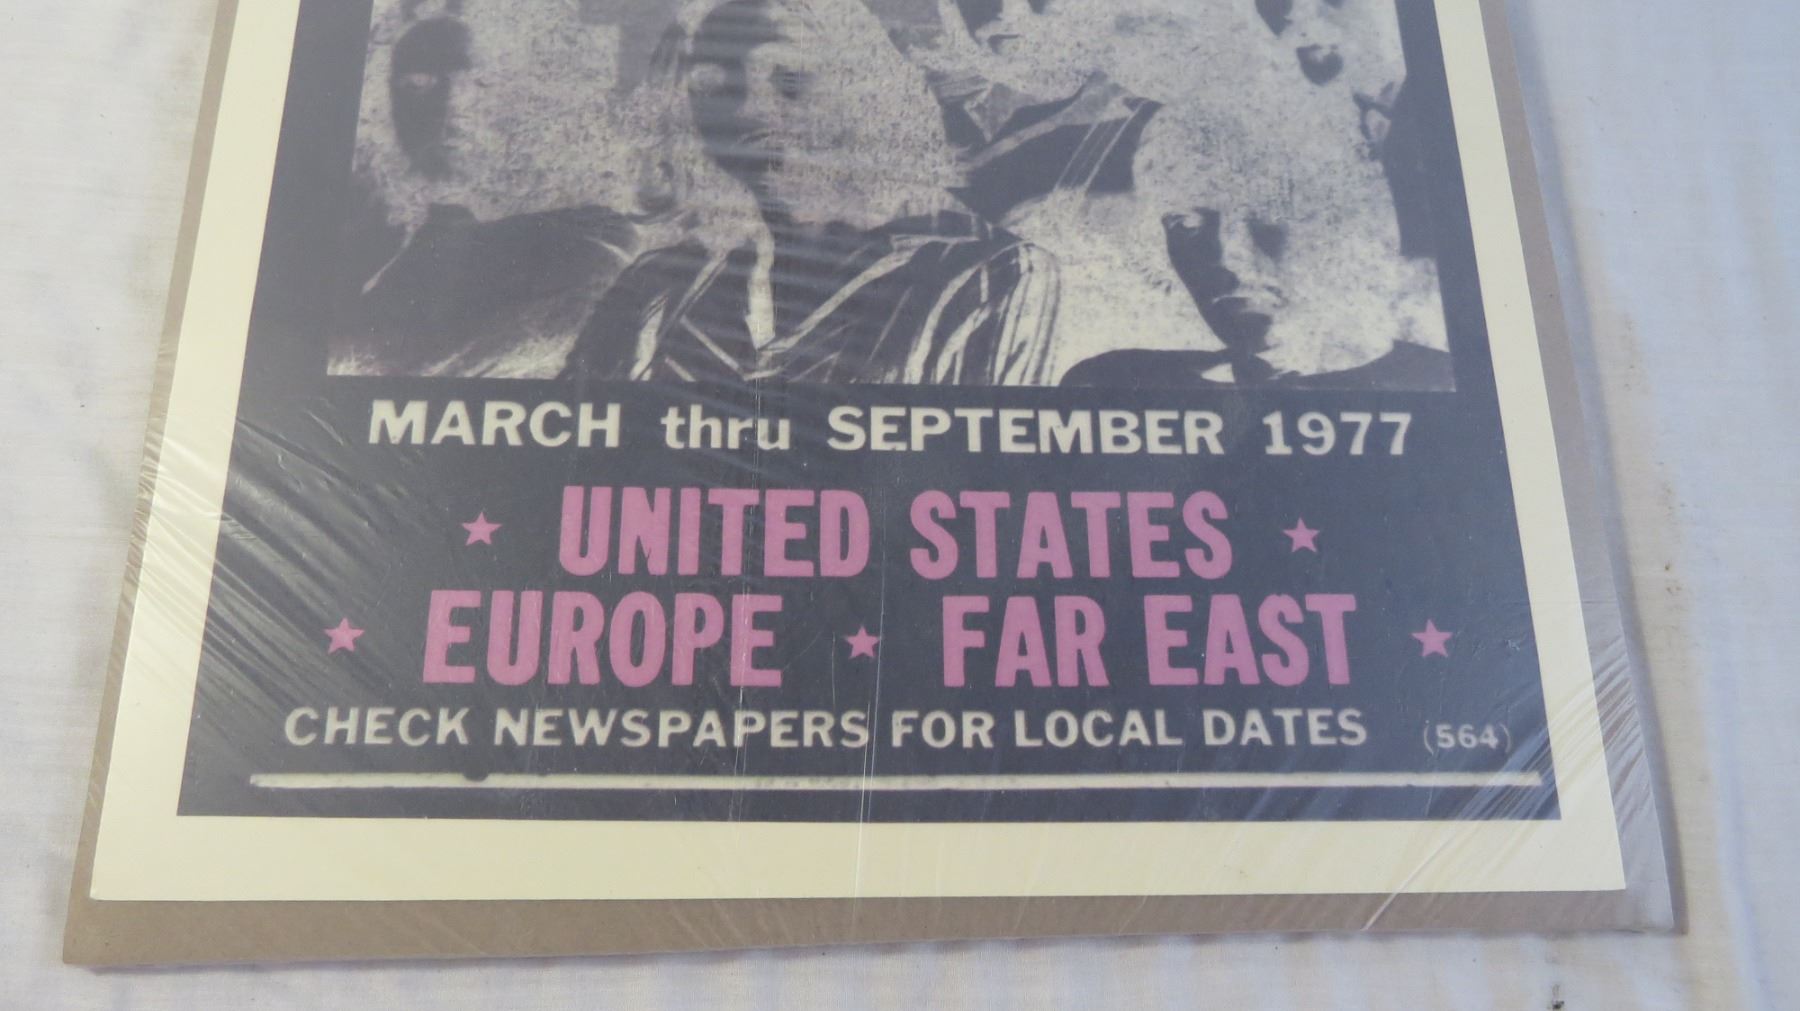 MARCH thru SEPTEMBER 1977
★ UNITED STATES ★
★ EUROPE ★ FAR EAST ★
CHECK NEWSPAPERS FOR LOCAL DATES (564)